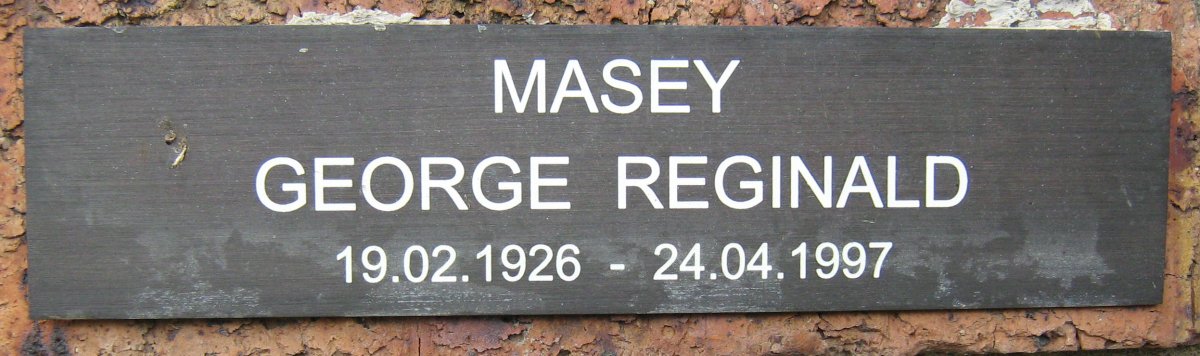 MASEY
GEORGE REGINALD
19.02.1926 - 24.04.1997